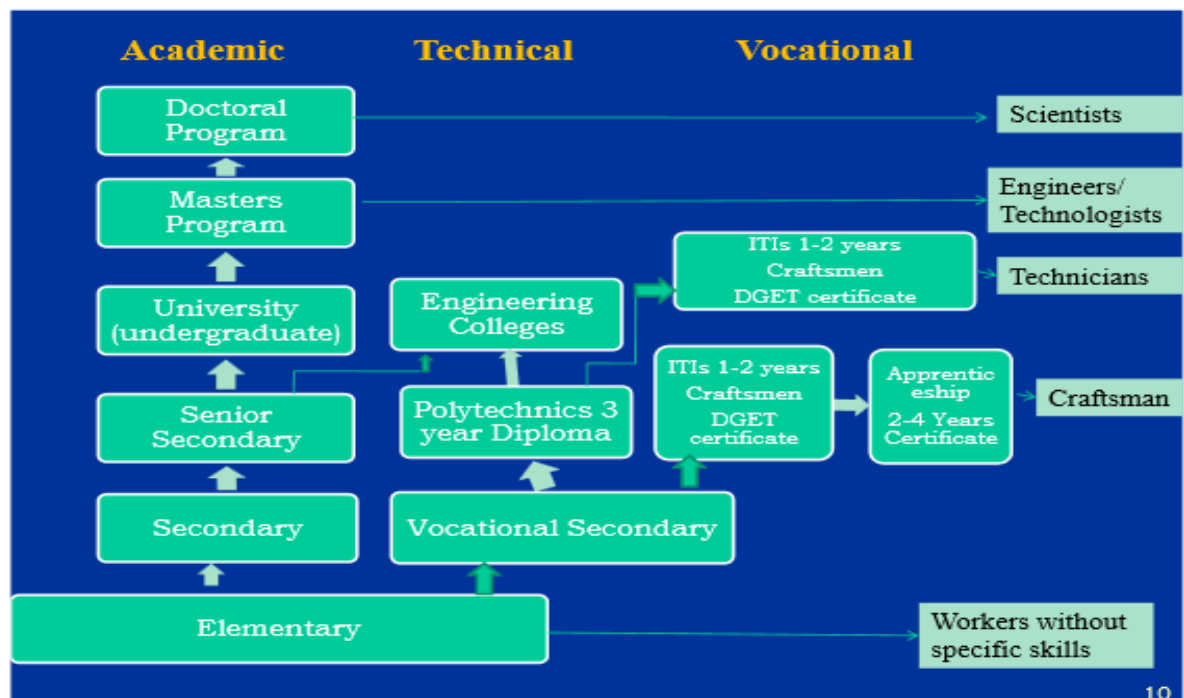 Academic
Technical
Vocational
Doctoral
Program
Scientists
Masters
Program
Engineers/
Technologists
ITIs 1-2 years
Craftsmen
DGET certificate
Technicians
University
(undergraduate)
Engineering
Colleges
ITIs 1-2 years
Craftsmen
DGET
certificate
Apprentic
eship
2-4 Years
Certificate
Craftsman
Senior
Secondary
Polytechnics 3
year Diploma
Secondary
Vocational Secondary
Elementary
Workers without
specific skills
10